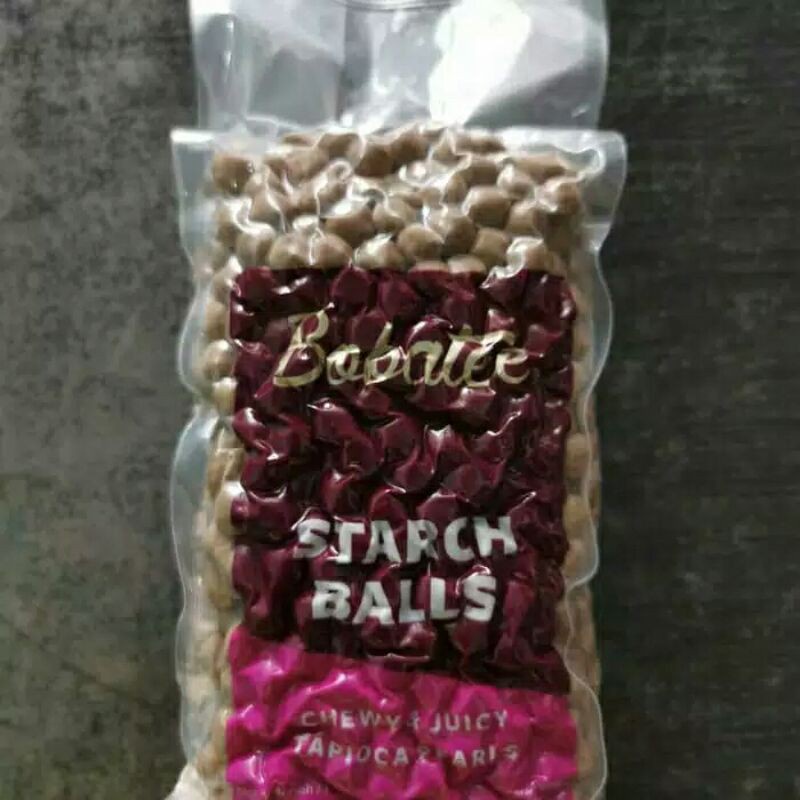 Bobatee
STARCH
BALLS
CHEWY & JUICY
TAPIOCA PEARLS